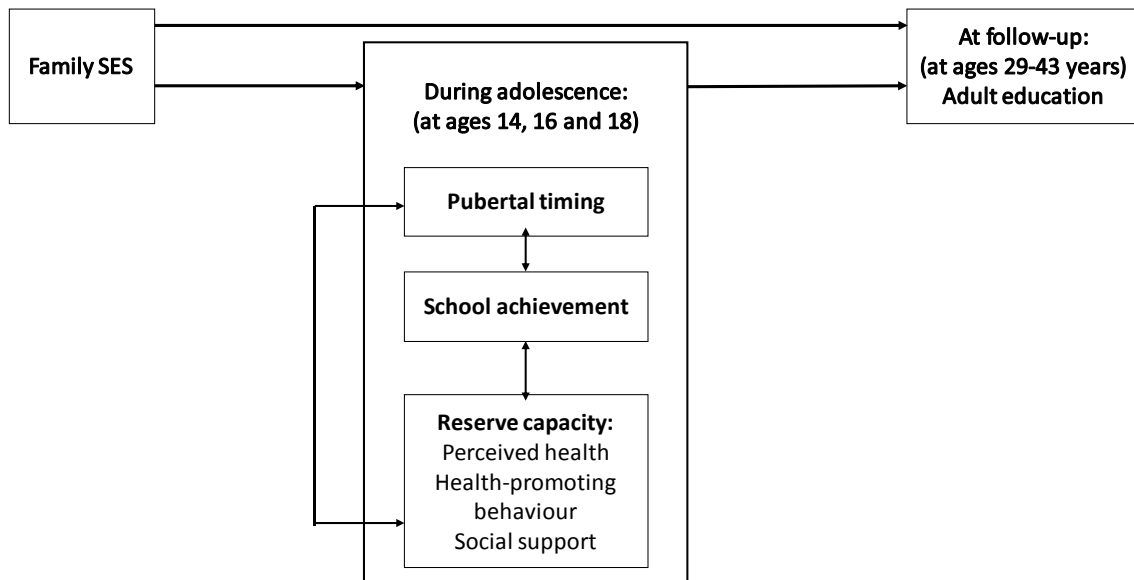 Family SES
At follow-up:
(at ages 29-43 years)
Adult education
During adolescence:
(at ages 14, 16 and 18)
Pubertal timing
School achievement
Reserve capacity:
Perceived health
Health-promoting
behaviour
Social support